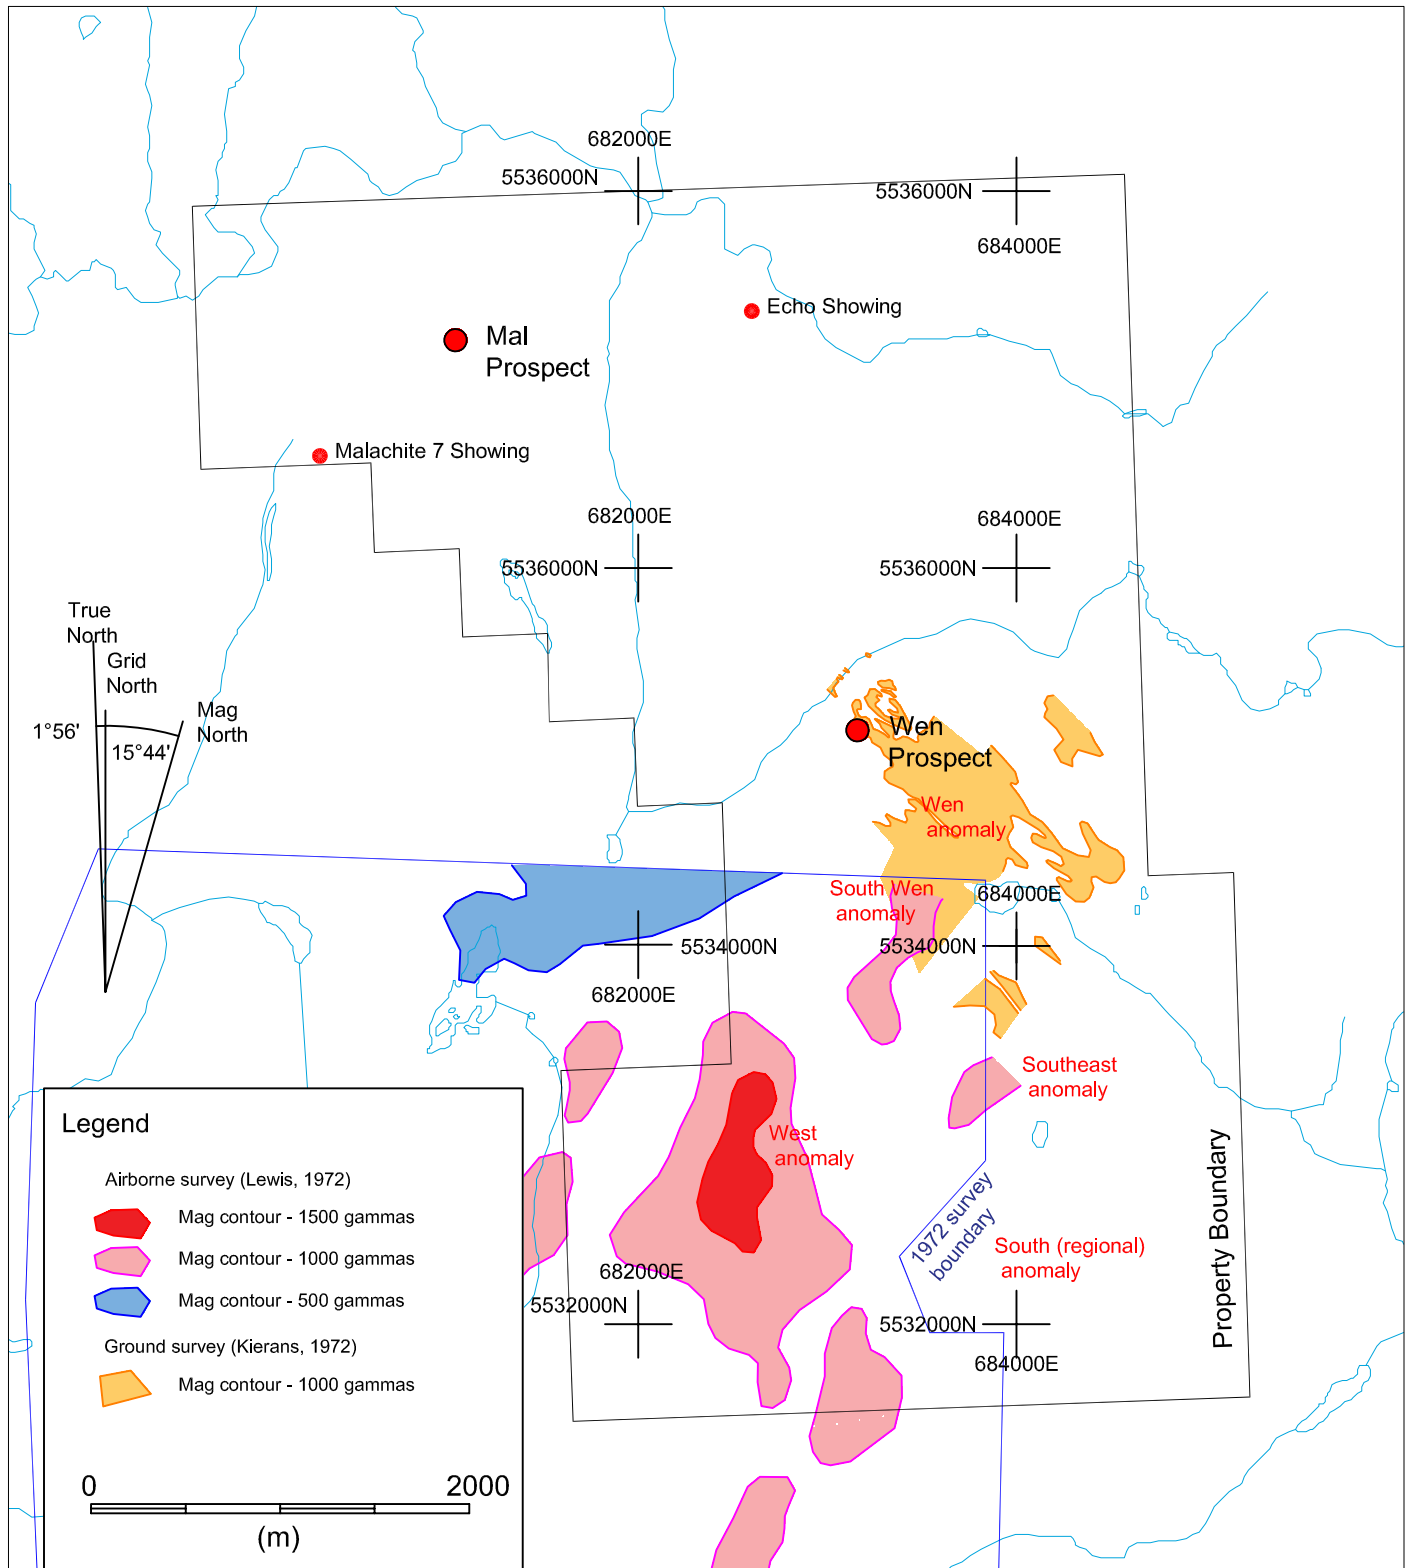 682000E
5536000N
5536000N
684000E
Echo Showing
Mal
Prospect
Malachite 7 Showing
682000E
684000E
5536000N
5536000N
True
North
Grid
North
Mag
North
1°56'
15°44'
Wen
Prospect
Wen
anomaly
South Wen
anomaly
684000E
5534000N
5534000N
682000E
Southeast
anomaly
West
anomaly
Property Boundary
1972 survey
boundary
South (regional)
anomaly
682000E
5532000N
5532000N
684000E
Legend
Airborne survey (Lewis, 1972)
Mag contour - 1500 gammas
Mag contour - 1000 gammas
Mag contour - 500 gammas
Ground survey (Kierans, 1972)
Mag contour - 1000 gammas
0 2000
(m)